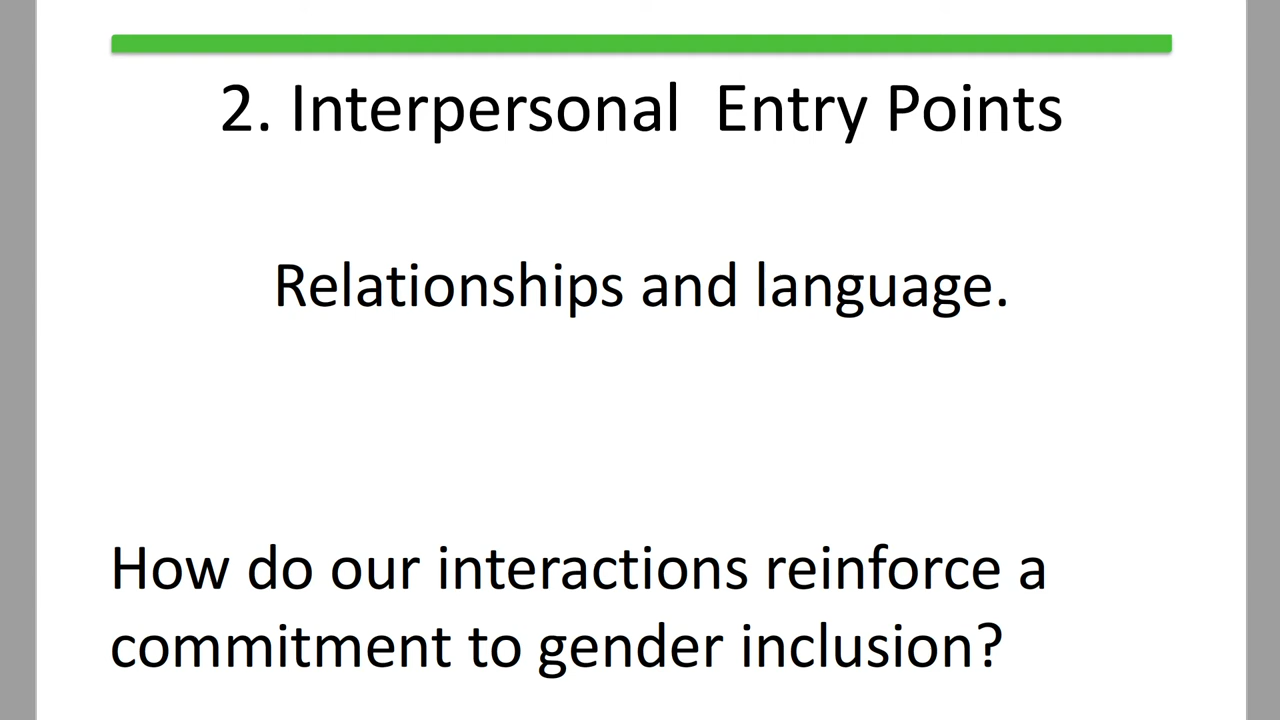 2. Interpersonal  Entry Points
Relationships and language.
How do our interactions reinforce a
commitment to gender inclusion?